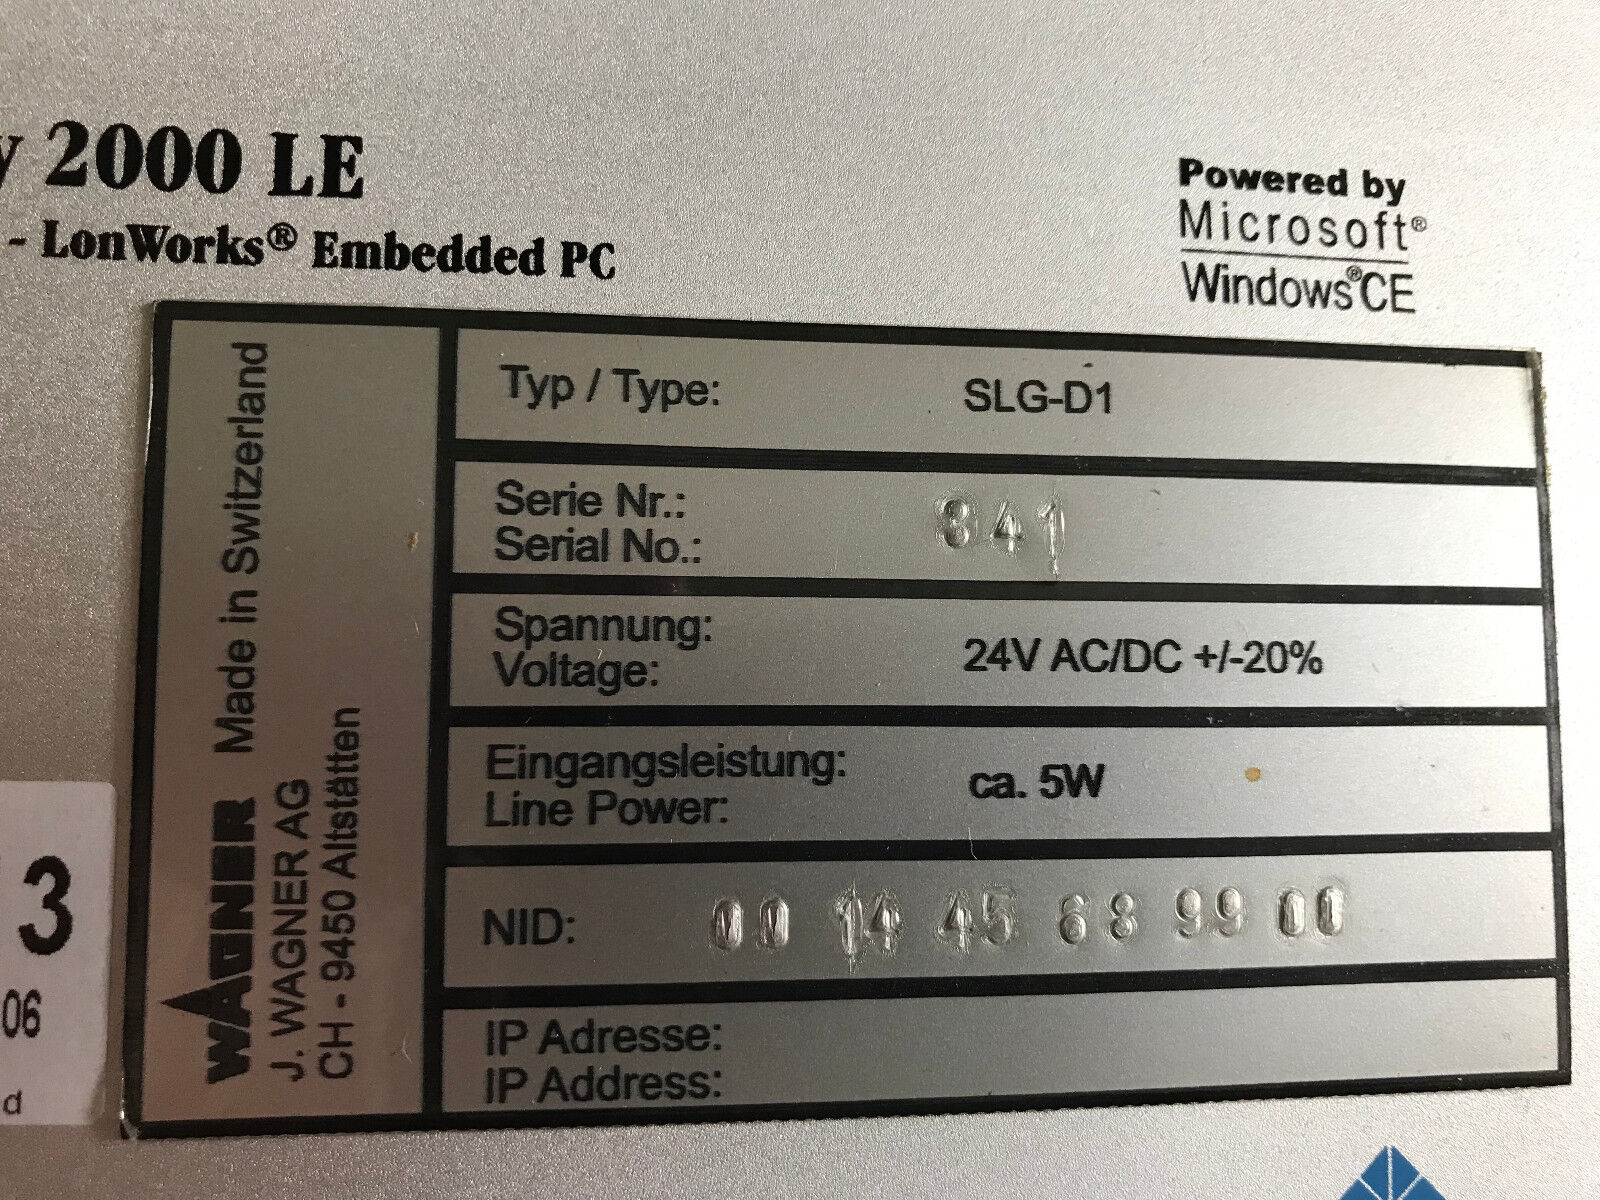 y 2000 LE
- LonWorks® Embedded PC
Powered by
Microsoft®
Windows®CE
WAGNER Made in Switzerland
J. WAGNER AG
CH - 9450 Altstätten
Typ / Type: SLG-D1
Serie Nr.:
Serial No.: 841
Spannung:
Voltage: 24V AC/DC +/-20%
Eingangsleistung:
Line Power: ca. 5W
NID: 00 14 45 68 99 00
IP Adresse:
IP Address:
3
06
d